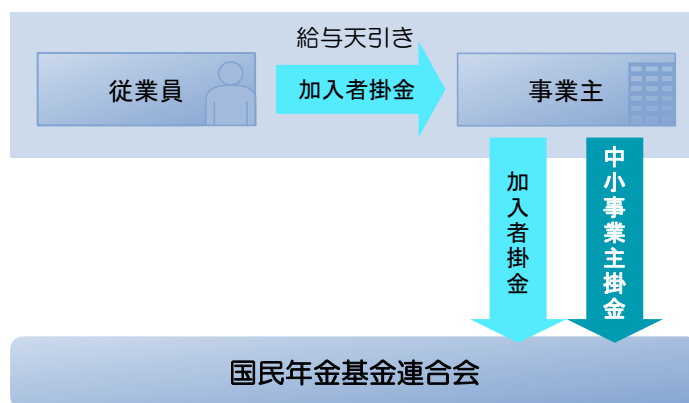 給与天引き
従業員
加入者掛金
事業主
加入者掛金
中小事業主掛金
国民年金基金連合会